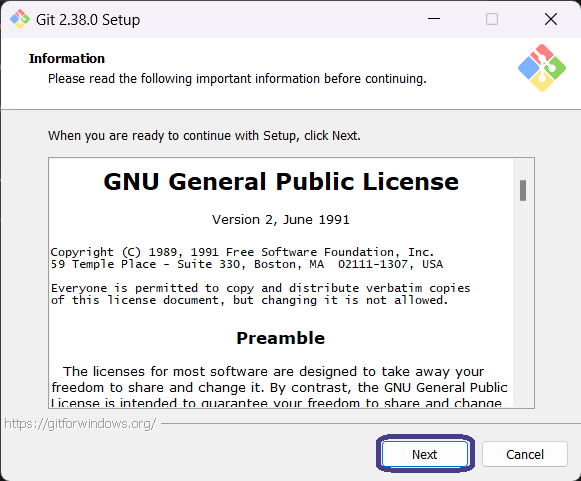 Git 2.38.0 Setup
Information
Please read the following important information before continuing.
When you are ready to continue with Setup, click Next.
GNU General Public License
Version 2, June 1991
Copyright (C) 1989, 1991 Free Software Foundation, Inc.
59 Temple Place - Suite 330, Boston, MA  02111-1307, USA
Everyone is permitted to copy and distribute verbatim copies
of this license document, but changing it is not allowed.
Preamble
The licenses for most software are designed to take away your
freedom to share and change it. By contrast, the GNU General Public
License is intended to guarantee your freedom to share and change
https://gitforwindows.org/
Next
Cancel